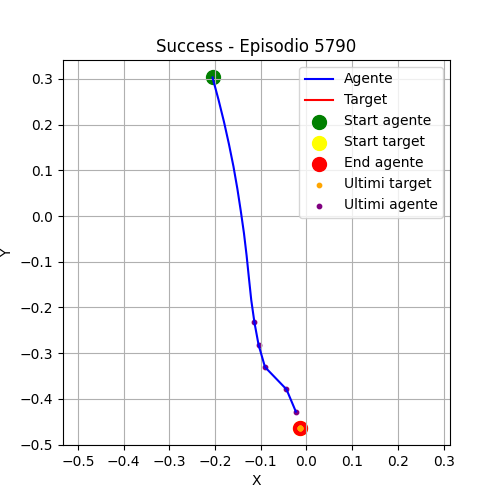 Success - Episodio 5790
Agente
Target
Start agente
Start target
End agente
Ultimi target
Ultimi agente
0.3
0.2
0.1
0.0
−0.1
−0.2
−0.3
−0.4
−0.5
Y
−0.5 −0.4 −0.3 −0.2 −0.1 0.0 0.1 0.2 0.3
X